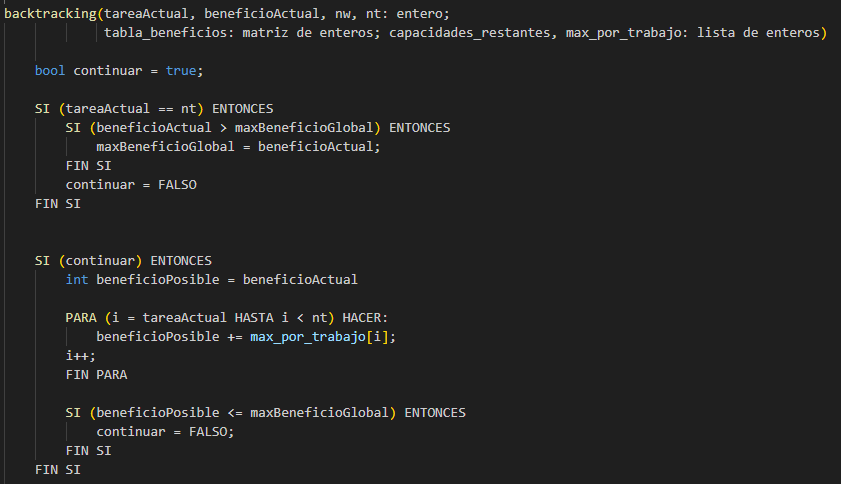 backtracking(tareaActual, beneficioActual, nw, nt: entero;
tabla_beneficios: matriz de enteros; capacidades_restantes, max_por_trabajo: lista de enteros)
bool continuar = true;
SI (tareaActual == nt) ENTONCES
SI (beneficioActual > maxBeneficioGlobal) ENTONCES
maxBeneficioGlobal = beneficioActual;
FIN SI
continuar = FALSO
FIN SI
SI (continuar) ENTONCES
int beneficioPosible = beneficioActual
PARA (i = tareaActual HASTA i < nt) HACER:
beneficioPosible += max_por_trabajo[i];
i++;
FIN PARA
SI (beneficioPosible <= maxBeneficioGlobal) ENTONCES
continuar = FALSO;
FIN SI
FIN SI